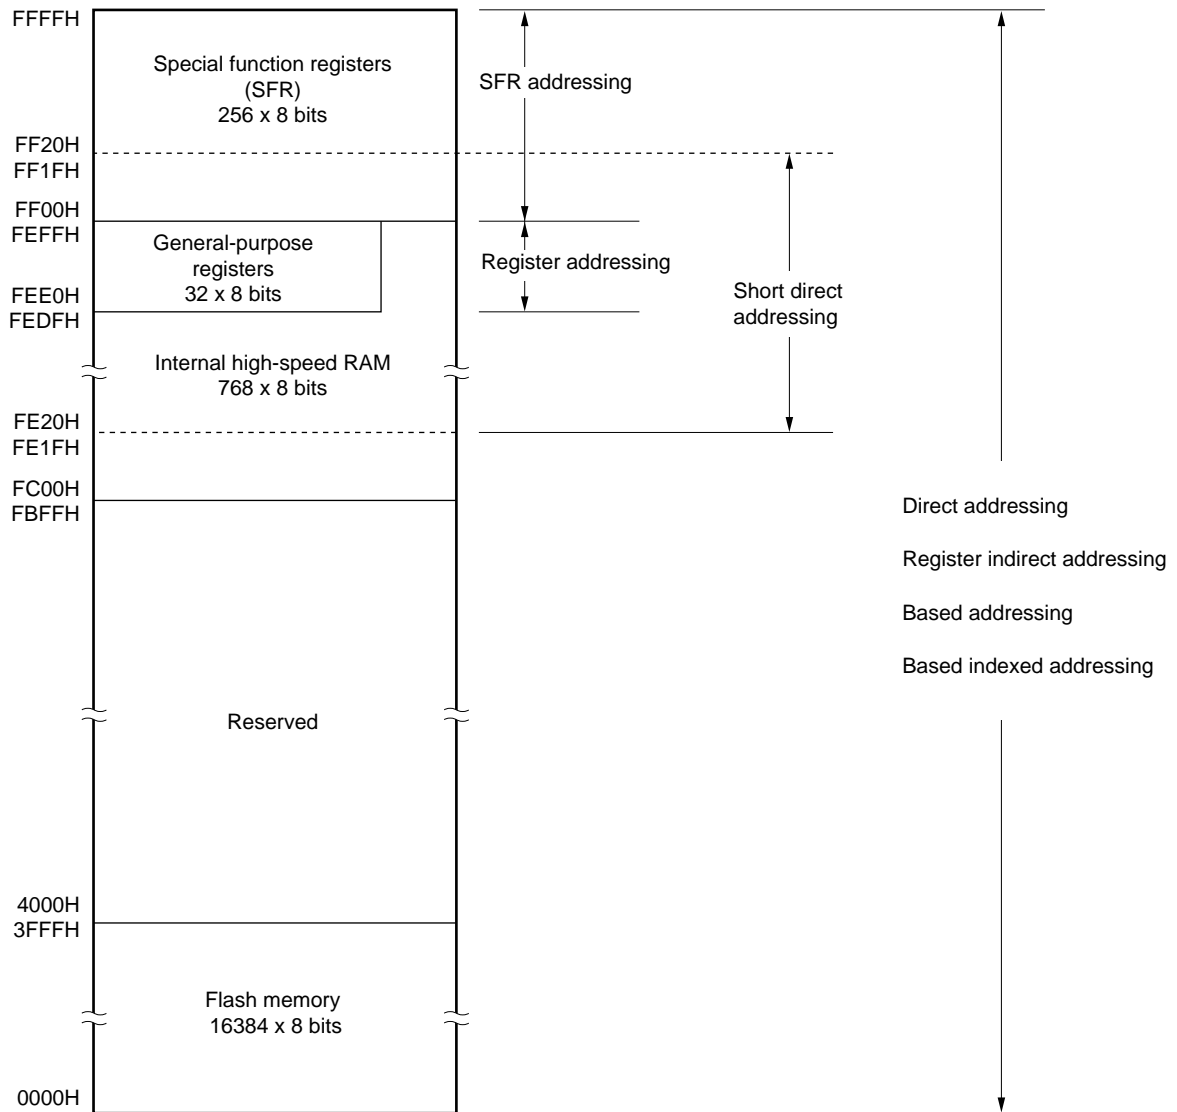 FFFFH
Special function registers
(SFR)
256 x 8 bits
SFR addressing
FF20H
FF1FH
FF00H
FEFFH
General-purpose
registers
32 x 8 bits
Register addressing
FEE0H
FEDFH
Short direct
addressing
Internal high-speed RAM
768 x 8 bits
FE20H
FE1FH
FC00H
FBFFH
Direct addressing
Register indirect addressing
Based addressing
Based indexed addressing
Reserved
4000H
3FFFH
Flash memory
16384 x 8 bits
0000H